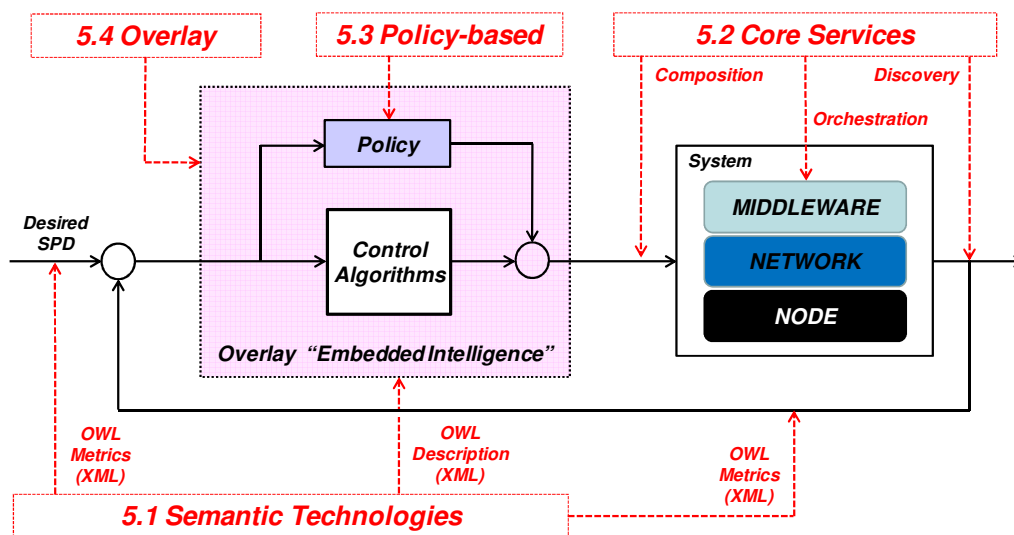 5.4 Overlay
5.3 Policy-based
5.2 Core Services
Composition
Discovery
Orchestration
Policy
System
MIDDLEWARE
Desired
SPD
Control
Algorithms
NETWORK
NODE
Overlay “Embedded Intelligence”
OWL
Metrics
(XML)
OWL
Description
(XML)
OWL
Metrics
(XML)
5.1 Semantic Technologies